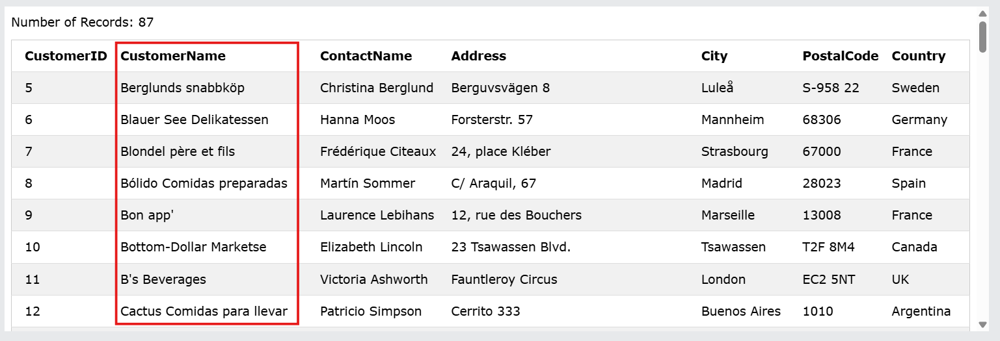 Number of Records: 87
CustomerID CustomerName ContactName Address City PostalCode Country
5 Berglunds snabbköp Christina Berglund Berguvsvägen 8 Luleå S-958 22 Sweden
6 Blauer See Delikatessen Hanna Moos Forsterstr. 57 Mannheim 68306 Germany
7 Blondel père et fils Frédérique Citeaux 24, place Kléber Strasbourg 67000 France
8 Bólido Comidas preparadas Martín Sommer C/ Araquil, 67 Madrid 28023 Spain
9 Bon app' Laurence Lebihans 12, rue des Bouchers Marseille 13008 France
10 Bottom-Dollar Marketse Elizabeth Lincoln 23 Tsawassen Blvd. Tsawassen T2F 8M4 Canada
11 B's Beverages Victoria Ashworth Fauntleroy Circus London EC2 5NT UK
12 Cactus Comidas para llevar Patricio Simpson Cerrito 333 Buenos Aires 1010 Argentina